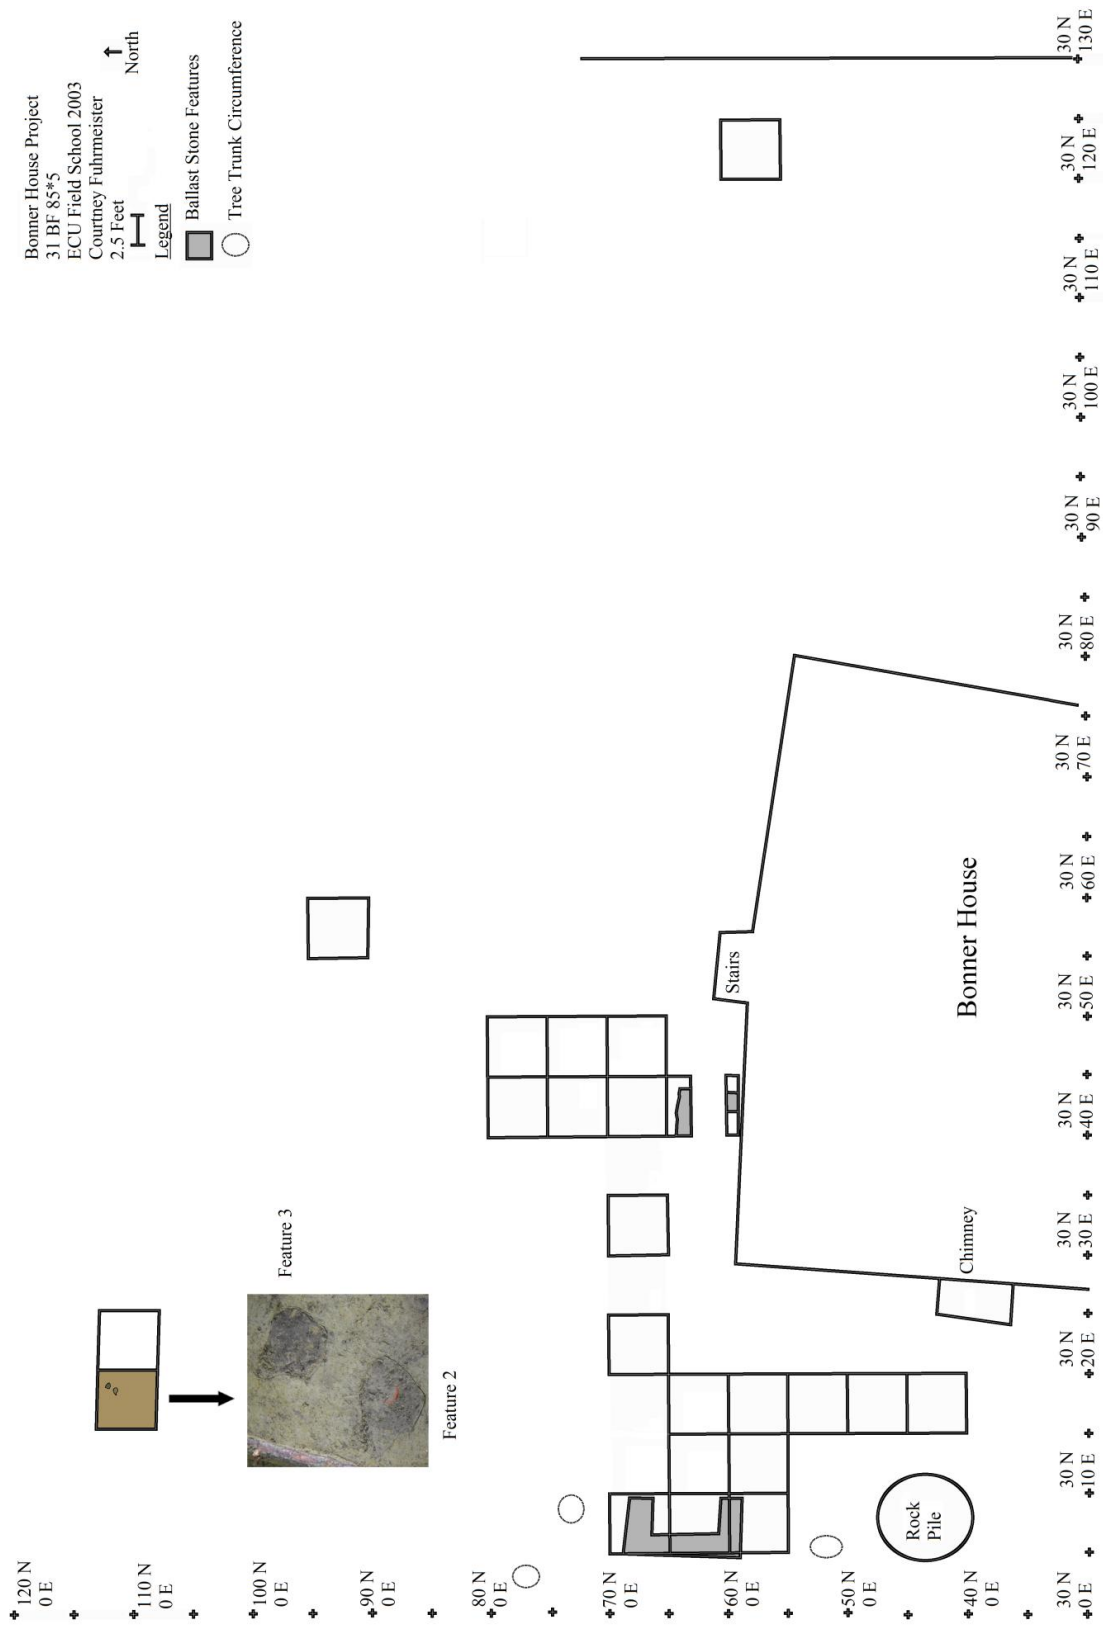 Bonner House Project
31 BF 85*5
ECU Field School 2003
Courtney Fuhrmeister
2.5 Feet
North
Legend
Ballast Stone Features
Tree Trunk Circumference
120 N
0 E
110 N
0 E
100 N
0 E
90 N
0 E
80 N
0 E
70 N
0 E
60 N
0 E
50 N
0 E
40 N
0 E
30 N
0 E
Feature 3
Feature 2
Stairs
Chimney
Rock
Pile
Bonner House
30 N
10 E
30 N
20 E
30 N
30 E
30 N
40 E
30 N
50 E
30 N
60 E
30 N
70 E
30 N
80 E
30 N
90 E
30 N
100 E
30 N
110 E
30 N
120 E
30 N
130 E